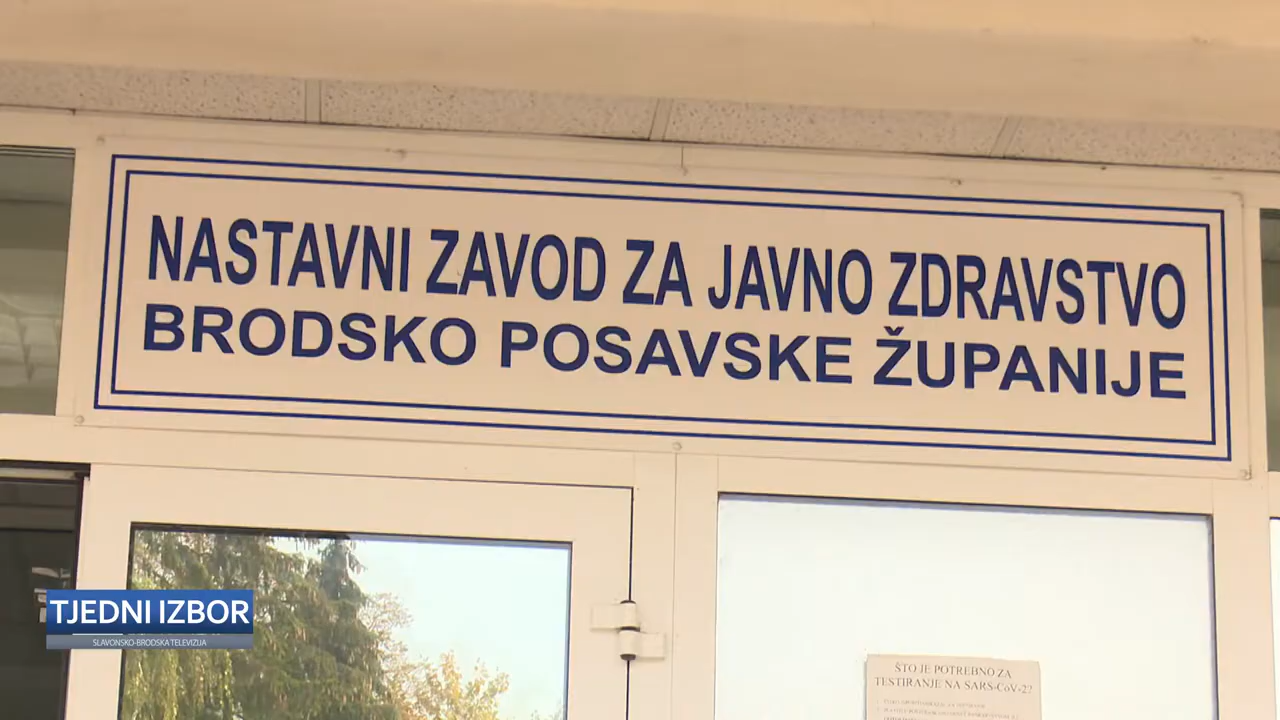 NASTAVNI ZAVOD ZA JAVNO ZDRAVSTVO
BRODSKO POSAVSKE ŽUPANIJE
TJEDNI IZBOR
SLAVONSKO-BRODSKA TELEVIZIJA
ŠTO JE POTREBNO ZA
TESTIRANJE NA SARS-CoV-2?